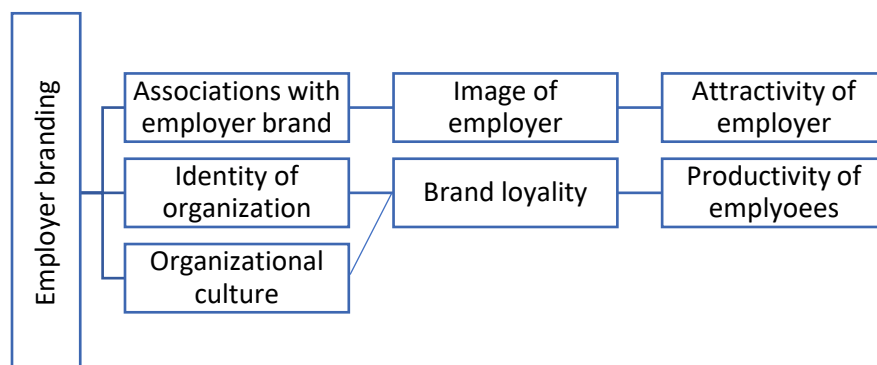 Employer branding
Associations with
employer brand
Image of
employer
Attractivity of
employer
Identity of
organization
Brand loyality
Productivity of
emplyoees
Organizational
culture